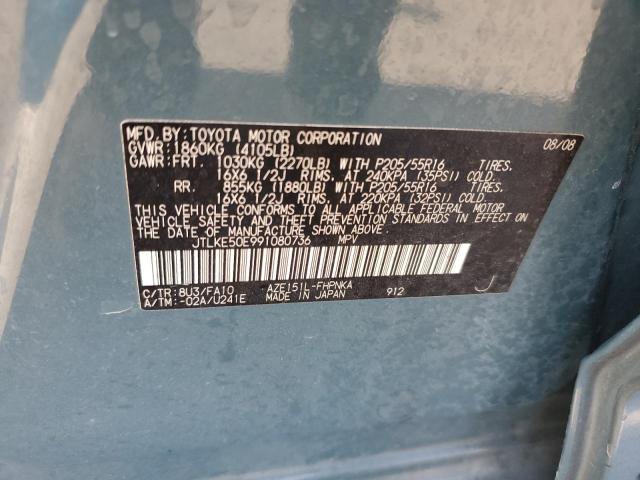 MFD.BY:TOYOTA MOTOR CORPORATION 08/08
GVWR:1860KG (4105LB)
GAWR:FRT. 1030KG (2270LB) WITH P205/55R16 TIRES.
16X6 1/2J RIMS. AT 240KPA (35PSI) COLD.
RR. 855KG (1880LB) WITH P205/55R16 TIRES.
16X6 1/2J RIMS. AT 220KPA (32PSI) COLD.
THIS VEHICLE CONFORMS TO ALL APPLICABLE FEDERAL MOTOR
VEHICLE SAFETY AND THEFT PREVENTION STANDARDS IN EFFECT ON
THE DATE OF MANUFACTURE SHOWN ABOVE.
JTLKE50E991080736 MPV
C/TR:8U3/FA10 AZE151L-FHPNKA
A/TM:-02A/U241E MADE IN JAPAN 912 J